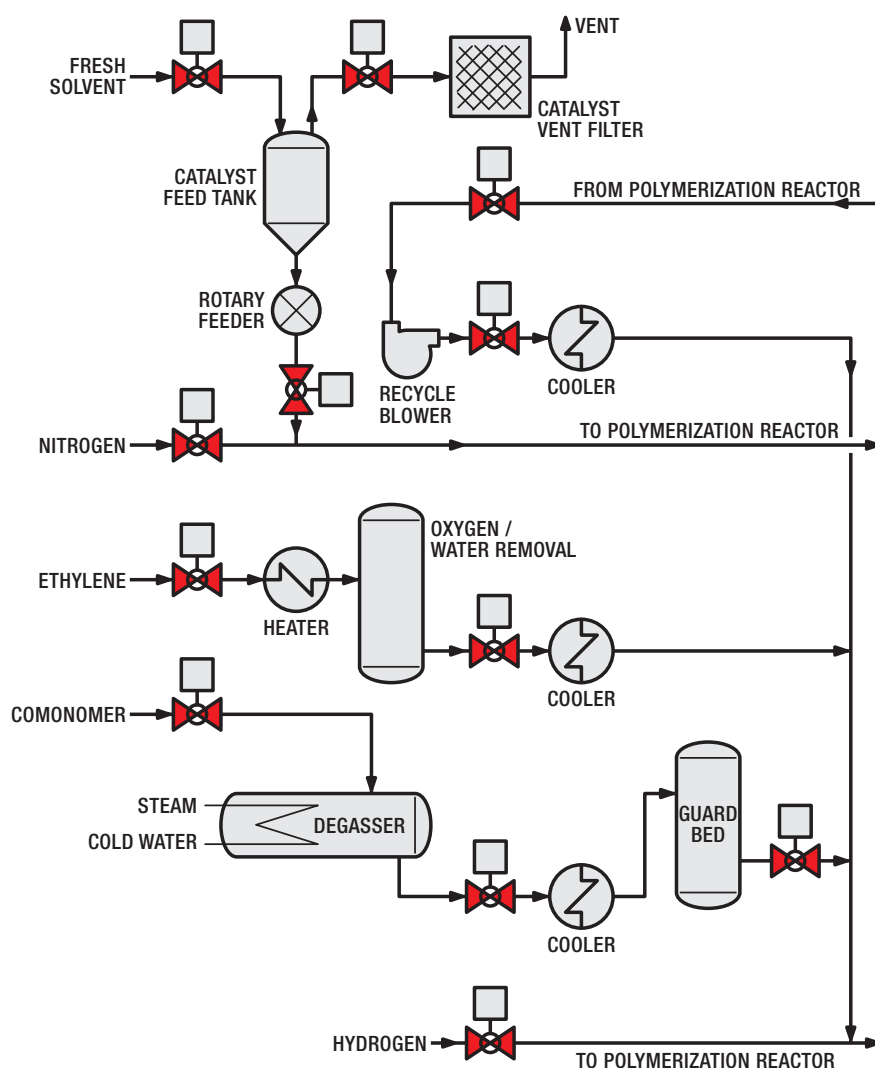 VENT
FRESH
SOLVENT
CATALYST
VENT FILTER
CATALYST
FEED TANK
FROM POLYMERIZATION REACTOR
ROTARY
FEEDER
COOLER
RECYCLE
BLOWER
NITROGEN
TO POLYMERIZATION REACTOR
OXYGEN /
WATER REMOVAL
ETHYLENE
HEATER
COOLER
COMONOMER
STEAM
DEGASSER
COLD WATER
GUARD
BED
COOLER
HYDROGEN
TO POLYMERIZATION REACTOR